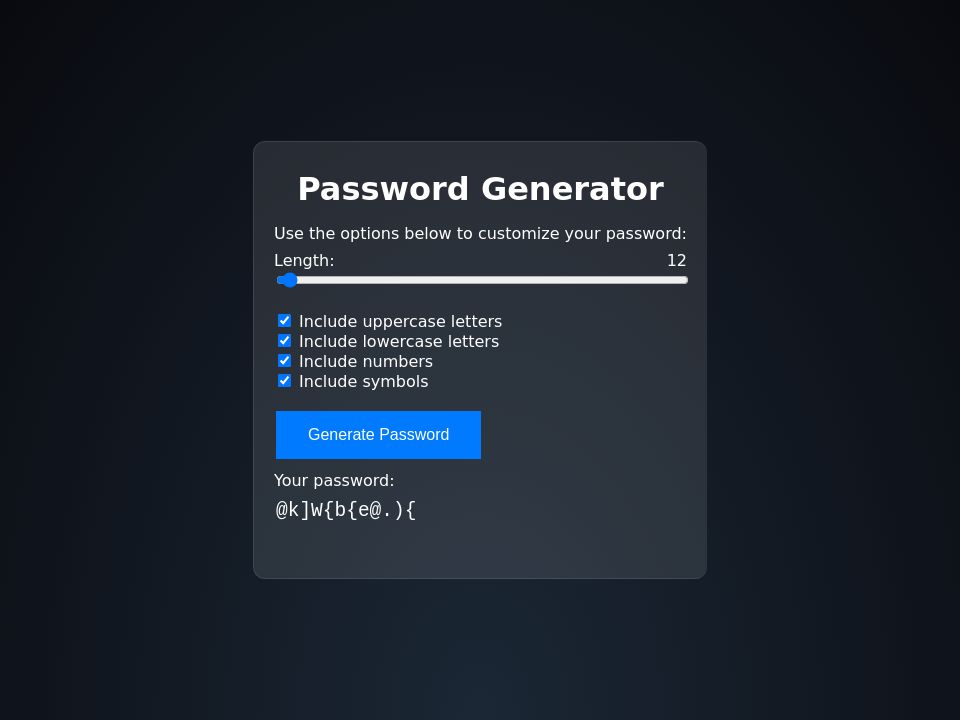 Password Generator
Use the options below to customize your password:
Length: 12
Include uppercase letters
Include lowercase letters
Include numbers
Include symbols
Generate Password
Your password:
@k]W{b{e@.){